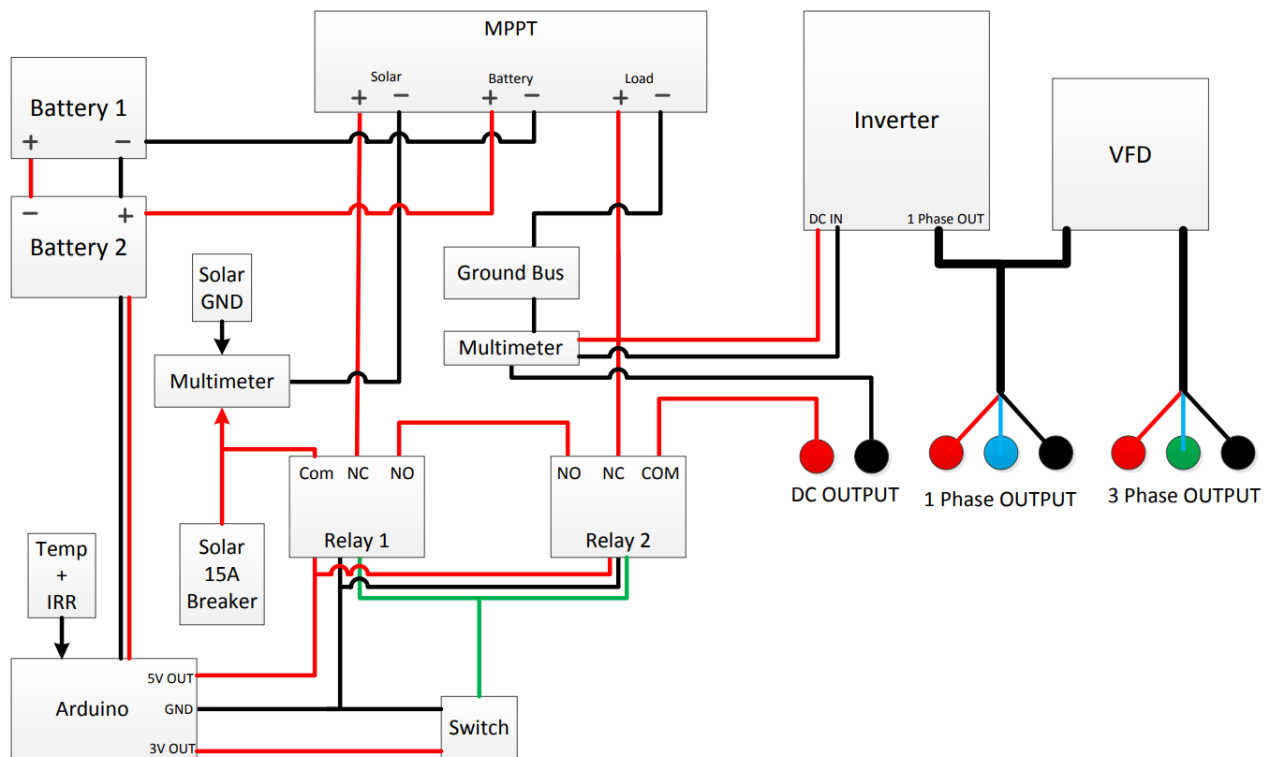 MPPT
Solar
Battery
Load
+
−
+
−
+
−
Battery 1
+
−
−
+
Battery 2
Inverter
DC IN
1 Phase OUT
VFD
Solar
GND
Multimeter
Ground Bus
Multimeter
Com
NC
NO
Relay 1
NO
NC
COM
Relay 2
DC OUTPUT
1 Phase OUTPUT
3 Phase OUTPUT
Temp
+
IRR
Solar
15A
Breaker
Arduino
5V OUT
GND
3V OUT
Switch